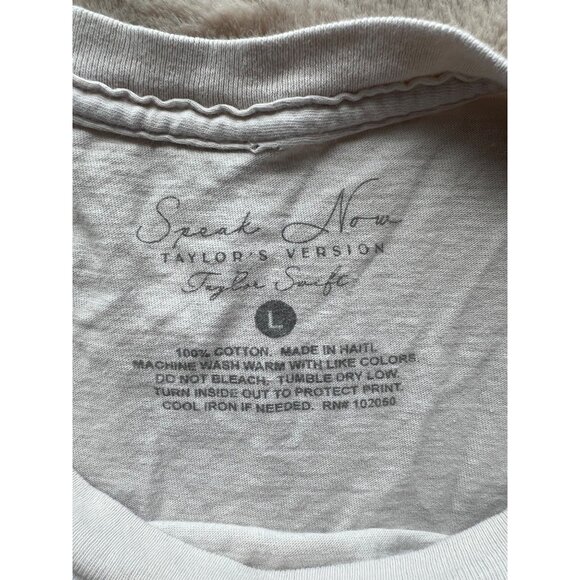 Speak Now
TAYLOR'S VERSION
Taylor Swift
L
100% COTTON. MADE IN HAITI.
MACHINE WASH WARM WITH LIKE COLORS.
DO NOT BLEACH. TUMBLE DRY LOW.
TURN INSIDE OUT TO PROTECT PRINT.
COOL IRON IF NEEDED. RN# 102060